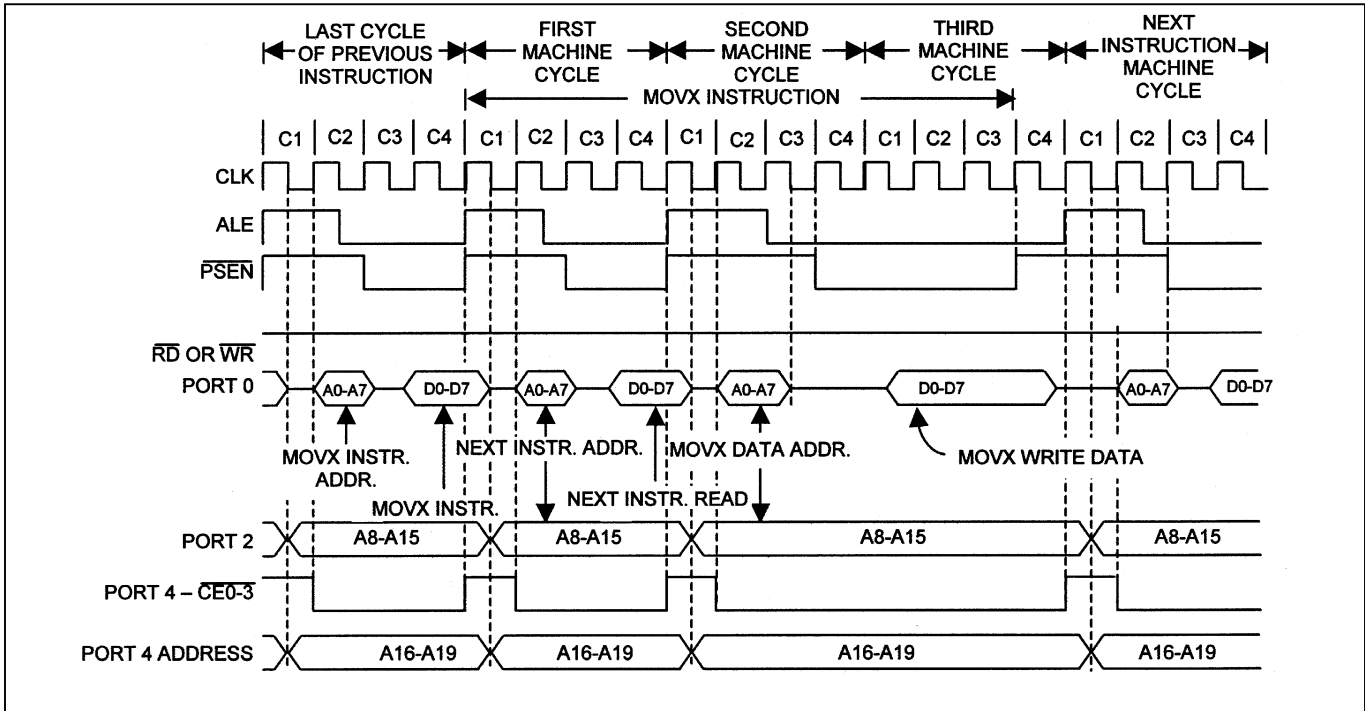 LAST CYCLE
OF PREVIOUS
INSTRUCTION
FIRST
MACHINE
CYCLE
SECOND
MACHINE
CYCLE
THIRD
MACHINE
CYCLE
NEXT
INSTRUCTION
MACHINE
CYCLE
MOVX INSTRUCTION
C1 C2 C3 C4 C1 C2 C3 C4 C1 C2 C3 C4 C1 C2 C3 C4 C1 C2 C3 C4
CLK
ALE
PSEN
RD OR WR
PORT 0
A0-A7 D0-D7 A0-A7 D0-D7 A0-A7 D0-D7 A0-A7 D0-D7
MOVX INSTR.
ADDR.
MOVX INSTR.
NEXT INSTR. ADDR.
NEXT INSTR. READ
MOVX DATA ADDR.
MOVX WRITE DATA
PORT 2
A8-A15 A8-A15 A8-A15 A8-A15
PORT 4 – CE0-3
PORT 4 ADDRESS
A16-A19 A16-A19 A16-A19 A16-A19